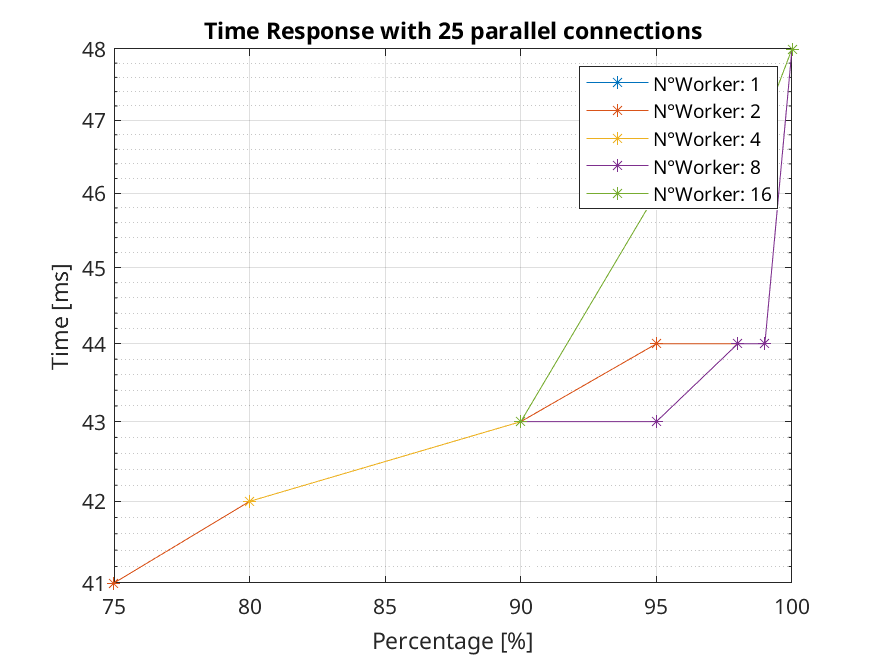 Time Response with 25 parallel connections
48
47
46
45
44
43
42
41
Time [ms]
N°Worker: 1
N°Worker: 2
N°Worker: 4
N°Worker: 8
N°Worker: 16
75 80 85 90 95 100
Percentage [%]